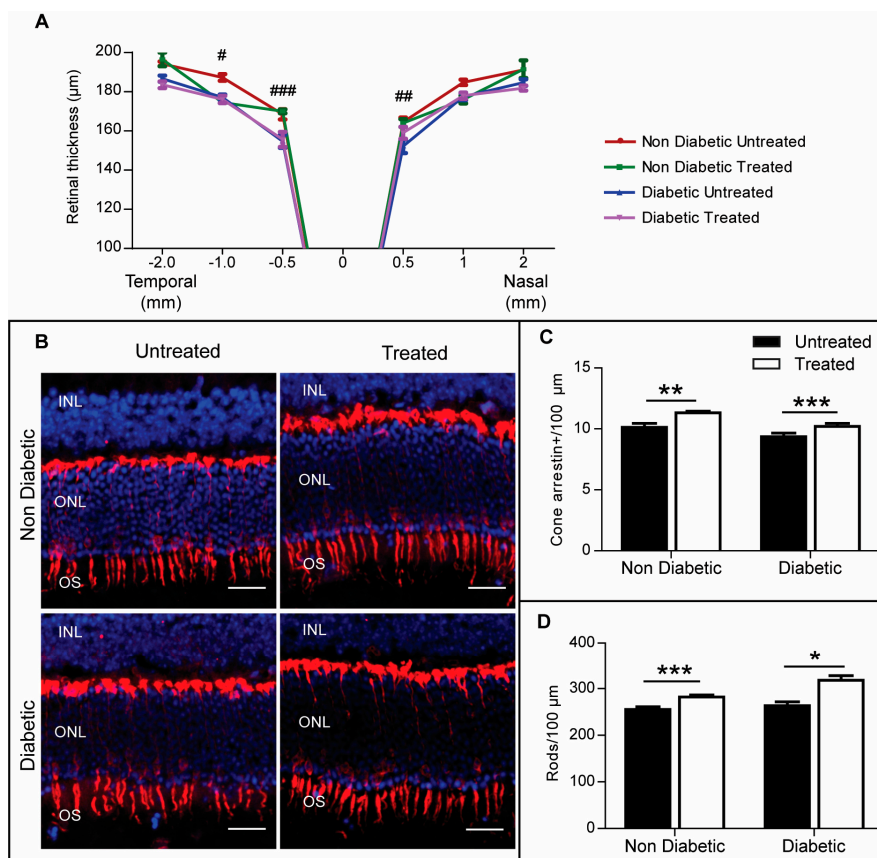 A
Retinal thickness (μm)
200
180
160
140
120
100
#
###
##
-2.0
-1.0
-0.5
0
0.5
1
2
Temporal
(mm)
Nasal
(mm)
Non Diabetic Untreated
Non Diabetic Treated
Diabetic Untreated
Diabetic Treated
B
Untreated
Treated
Non Diabetic
INL
ONL
OS
INL
ONL
OS
Diabetic
INL
ONL
OS
INL
ONL
OS
C
Untreated
Treated
Cone arrestin+/100 μm
15
10
5
0
**
***
Non Diabetic
Diabetic
D
Rods/100 μm
400
300
200
100
0
***
*
Non Diabetic
Diabetic